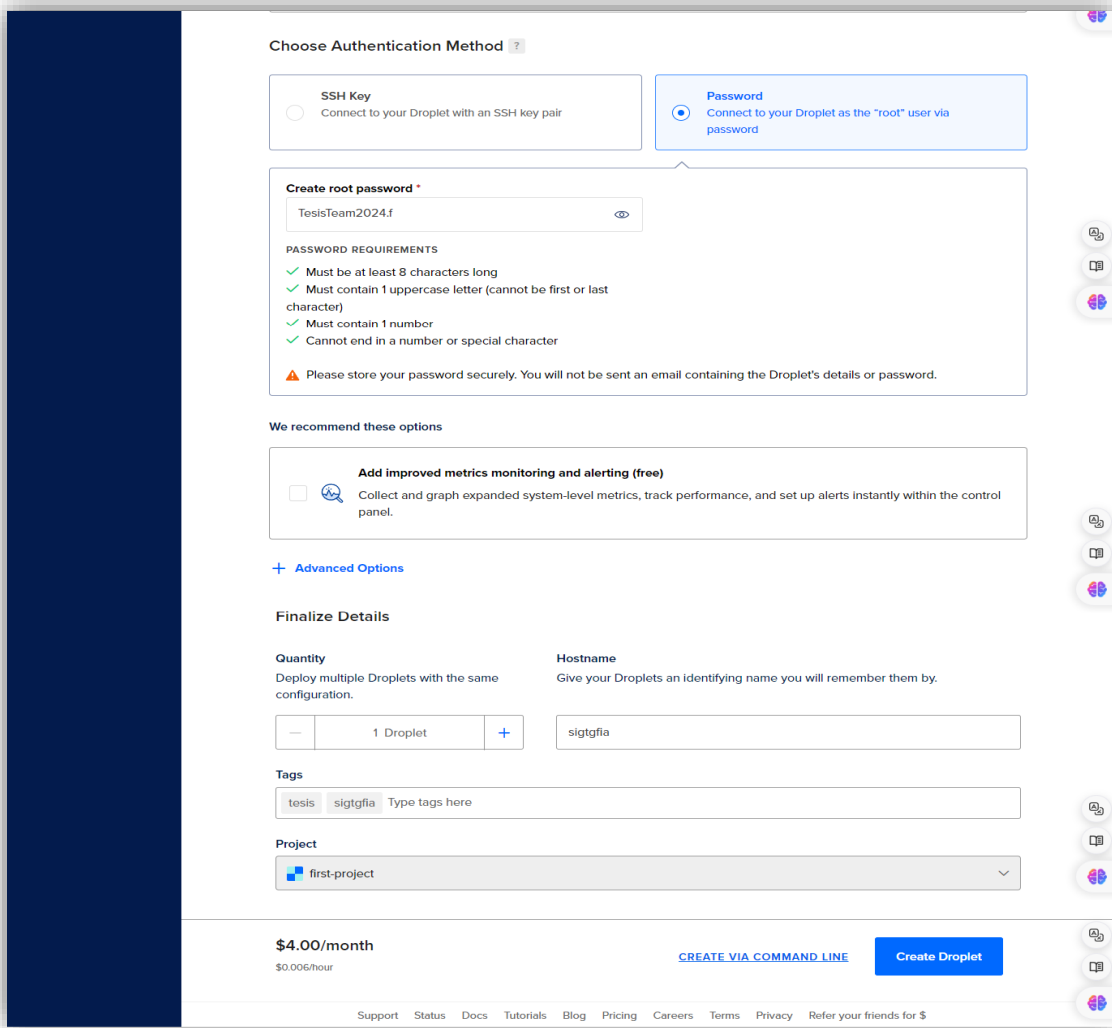 Choose Authentication Method ?
SSH Key
Connect to your Droplet with an SSH key pair
Password
Connect to your Droplet as the "root" user via
password
Create root password *
TesisTeam2024.f
PASSWORD REQUIREMENTS
Must be at least 8 characters long
Must contain 1 uppercase letter (cannot be first or last
character)
Must contain 1 number
Cannot end in a number or special character
Please store your password securely. You will not be sent an email containing the Droplet's details or password.
We recommend these options
Add improved metrics monitoring and alerting (free)
Collect and graph expanded system-level metrics, track performance, and set up alerts instantly within the control
panel.
+ Advanced Options
Finalize Details
Quantity
Deploy multiple Droplets with the same
configuration.
1 Droplet
Hostname
Give your Droplets an identifying name you will remember them by.
sigtgfia
Tags
tesis sigtgfia Type tags here
Project
first-project
$4.00/month
$0.006/hour
CREATE VIA COMMAND LINE
Create Droplet
Support Status Docs Tutorials Blog Pricing Careers Terms Privacy Refer your friends for $